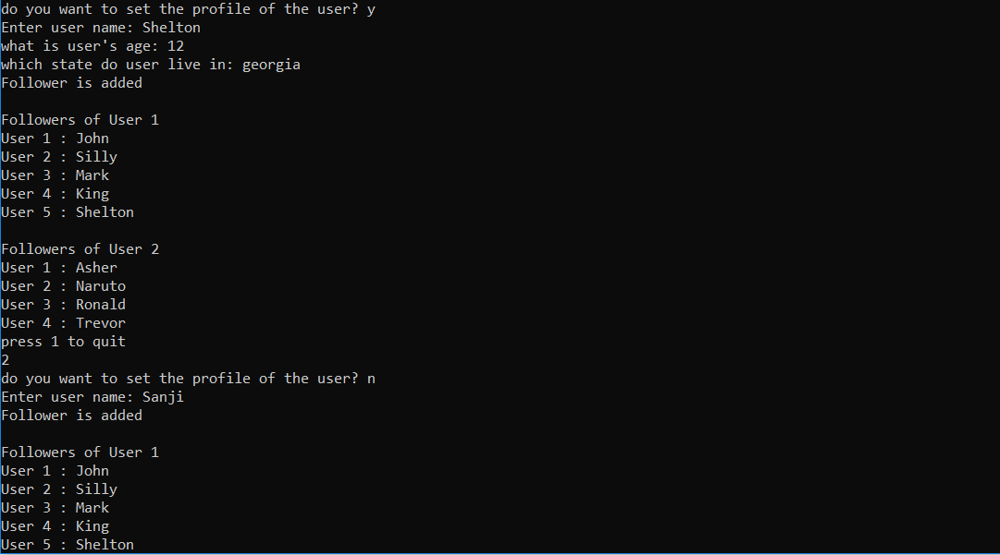 do you want to set the profile of the user? y
Enter user name: Shelton
what is user's age: 12
which state do user live in: georgia
Follower is added
Followers of User 1
User 1 : John
User 2 : Silly
User 3 : Mark
User 4 : King
User 5 : Shelton
Followers of User 2
User 1 : Asher
User 2 : Naruto
User 3 : Ronald
User 4 : Trevor
press 1 to quit
2
do you want to set the profile of the user? n
Enter user name: Sanji
Follower is added
Followers of User 1
User 1 : John
User 2 : Silly
User 3 : Mark
User 4 : King
User 5 : Shelton